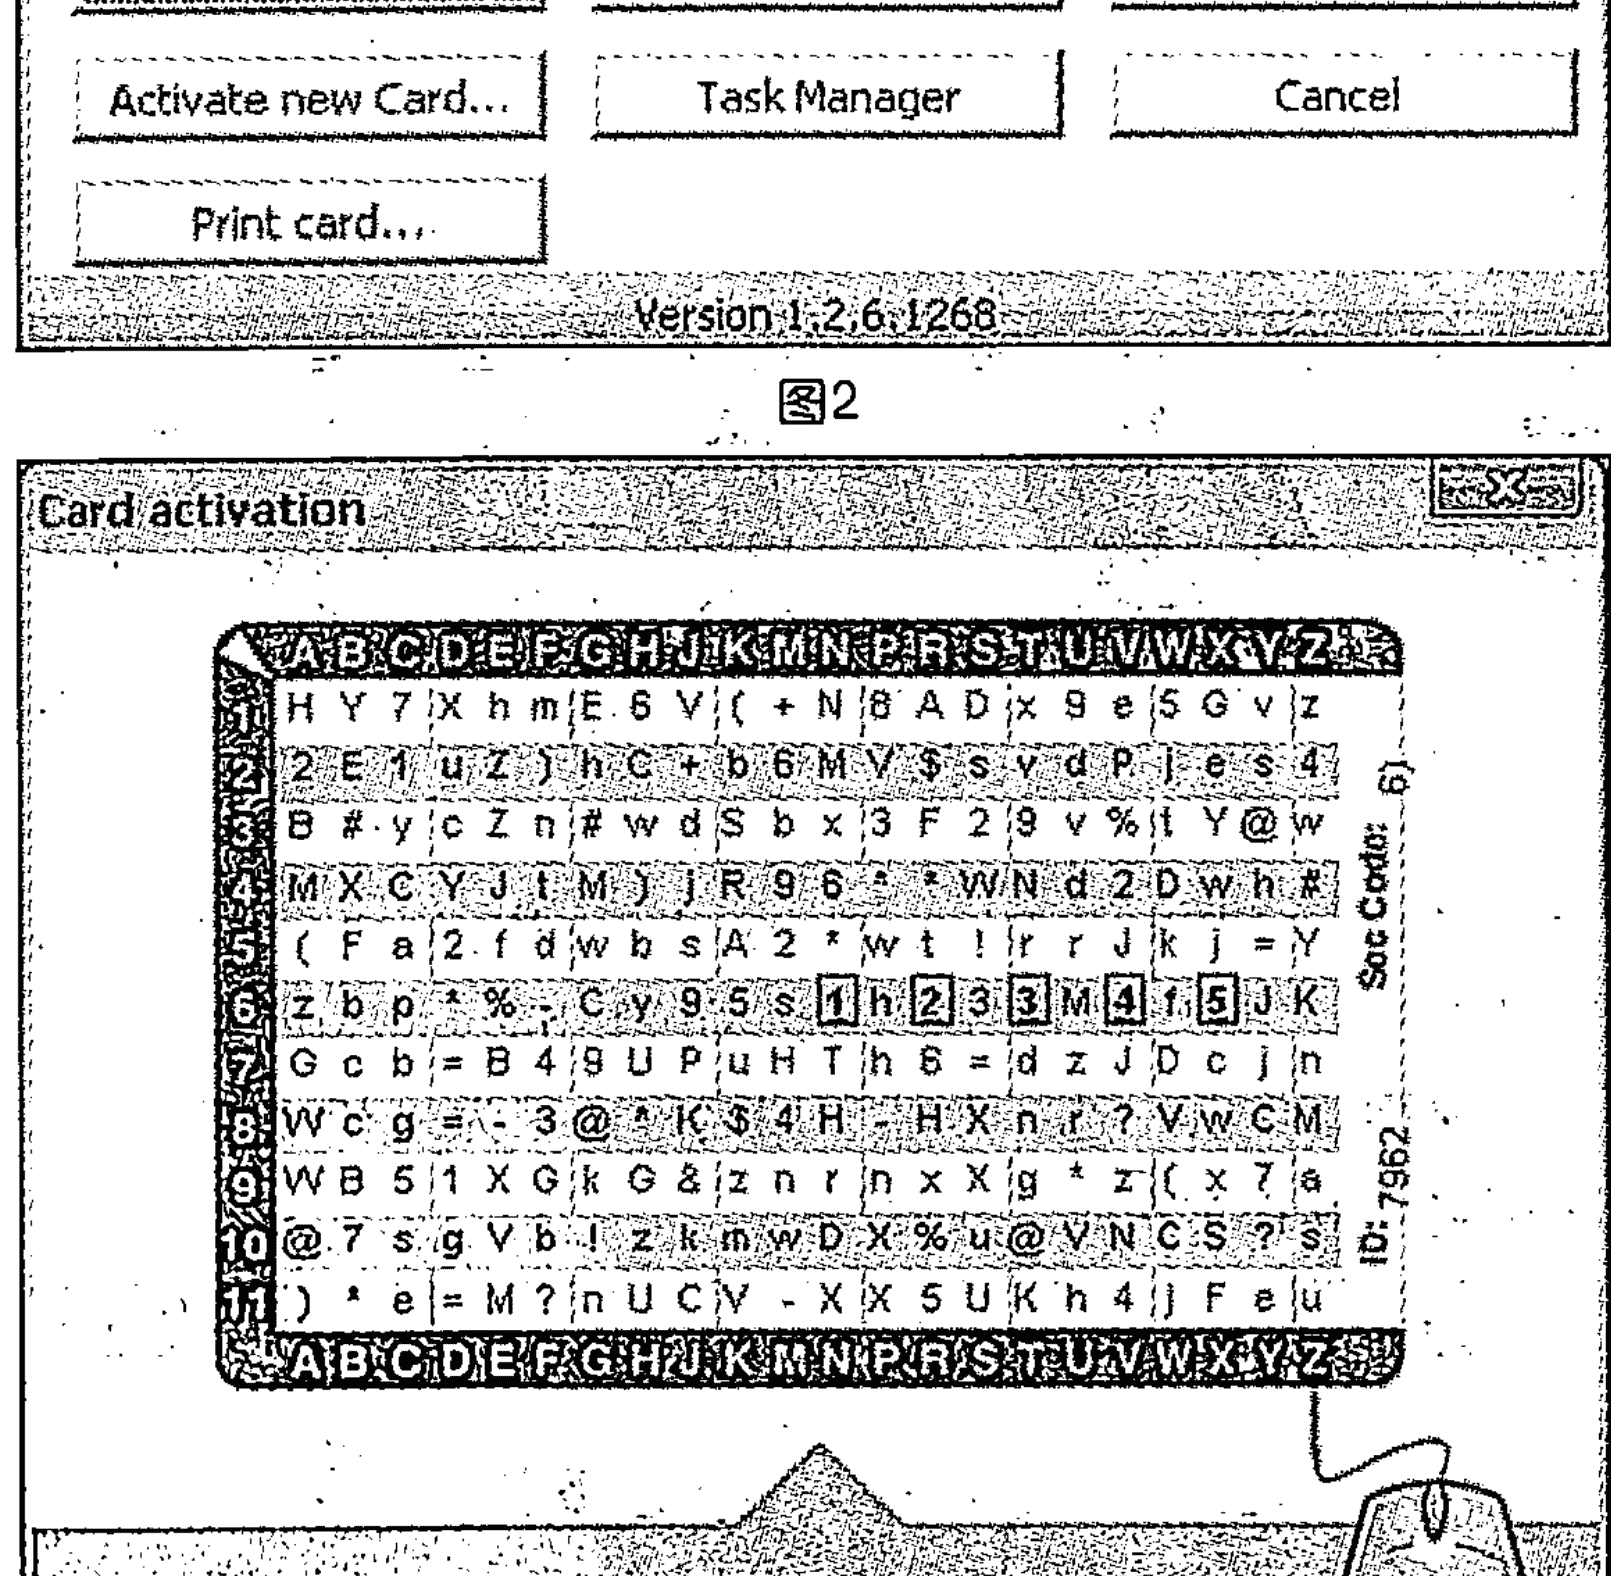 Activate new Card... Task Manager Cancel
Print card...
Version 1.2.6.1268
图2
Card activation X
A B C D E F G H J K M N P R S T U V W X Y Z
1 H Y 7 X h m E 6 V ( + N 8 A D x 9 e 5 G v z
2 2 E 1 u Z ) h C + b 6 M V $ s v d P j e s 4
3 B # y c Z n # w d S b x 3 F 2 9 v % t Y @ w
4 M X C Y J t M ) j R 9 6 * * W N d 2 D w h #
5 ( F a 2 f d w b s A 2 * w t ! r r J k j = Y
6 z b p * % - C y 9 5 s 1 h 2 3 3 M 4 f 5 J K
7 G c b = B 4 9 U P u H T h 6 = d z J D c j n
8 W c g = - 3 @ ^ K $ 4 H - H X n r ? V w C M
9 W B 5 1 X G k G & z n r n x X g * z ( x 7 a
10 @ 7 s g V b ! z k m w D X % u @ V N C S ? s
11 ) ^ e = M ? n U C V - X X 5 U K h 4 j F e u
A B C D E F G H J K M N P R S T U V W X Y Z
ID: 7962 Code: 6)